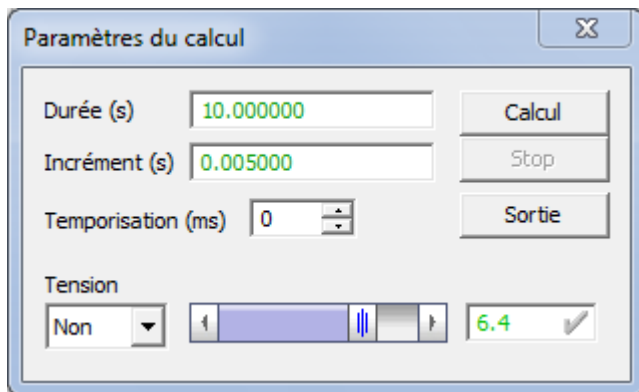 Paramètres du calcul
Durée (s) 10.000000 Calcul
Incrément (s) 0.005000 Stop
Temporisation (ms) 0 Sortie
Tension
Non 6.4